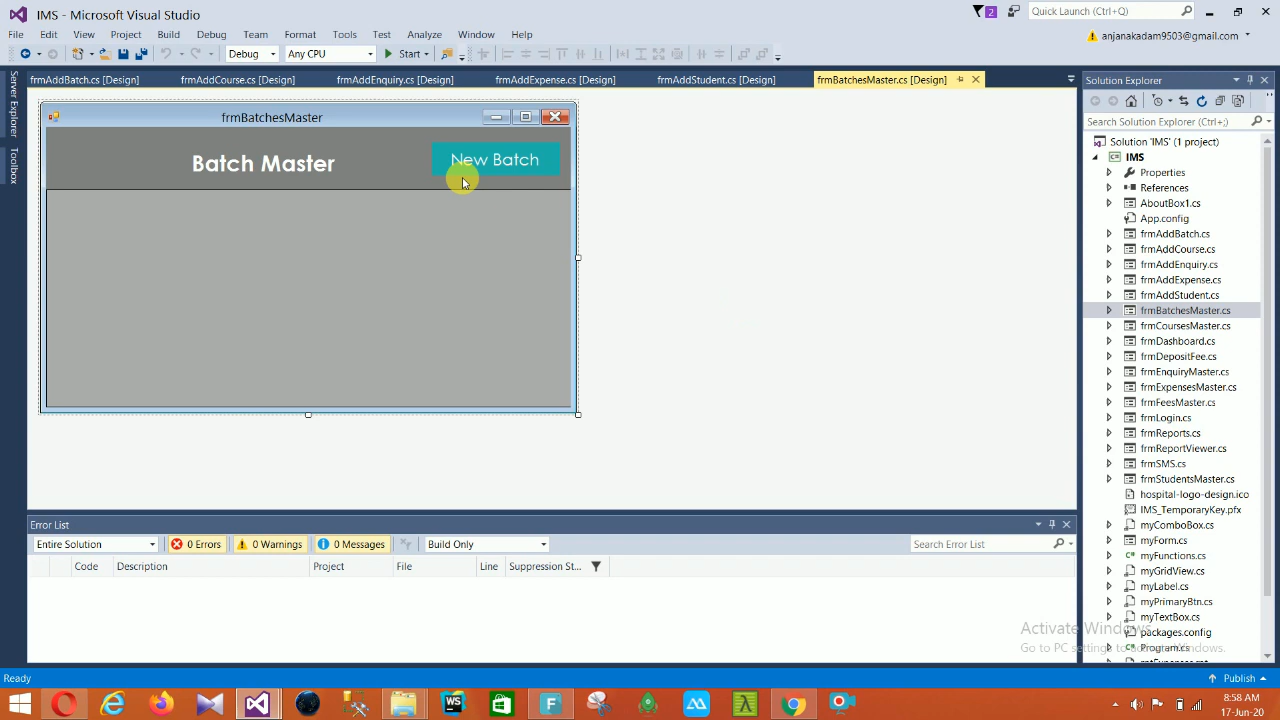 IMS - Microsoft Visual Studio
2
Quick Launch (Ctrl+Q)
File Edit View Project Build Debug Team Format Tools Test Analyze Window Help
anjanakadam9503@gmail.com
Debug Any CPU Start
frmAddBatch.cs [Design] frmAddCourse.cs [Design] frmAddEnquiry.cs [Design] frmAddExpense.cs [Design] frmAddStudent.cs [Design] frmBatchesMaster.cs [Design]
Server Explorer
Toolbox
frmBatchesMaster
Batch Master
New Batch
Solution Explorer
Search Solution Explorer (Ctrl+;)
Solution 'IMS' (1 project)
IMS
Properties
References
AboutBox1.cs
App.config
frmAddBatch.cs
frmAddCourse.cs
frmAddEnquiry.cs
frmAddExpense.cs
frmAddStudent.cs
frmBatchesMaster.cs
frmCoursesMaster.cs
frmDashboard.cs
frmDepositFee.cs
frmEnquiryMaster.cs
frmExpensesMaster.cs
frmFeesMaster.cs
frmLogin.cs
frmReports.cs
frmReportViewer.cs
frmSMS.cs
frmStudentsMaster.cs
hospital-logo-design.ico
IMS_TemporaryKey.pfx
myComboBox.cs
myForm.cs
myFunctions.cs
myGridView.cs
myLabel.cs
myPrimaryBtn.cs
myTextBox.cs
packages.config
Program.cs
Error List
Entire Solution 0 Errors 0 Warnings 0 Messages Build Only Search Error List
Code Description Project File Line Suppression St...
Activate Windows
Go to PC settings to activate Windows.
Ready Publish
8:58 AM
17-Jun-20